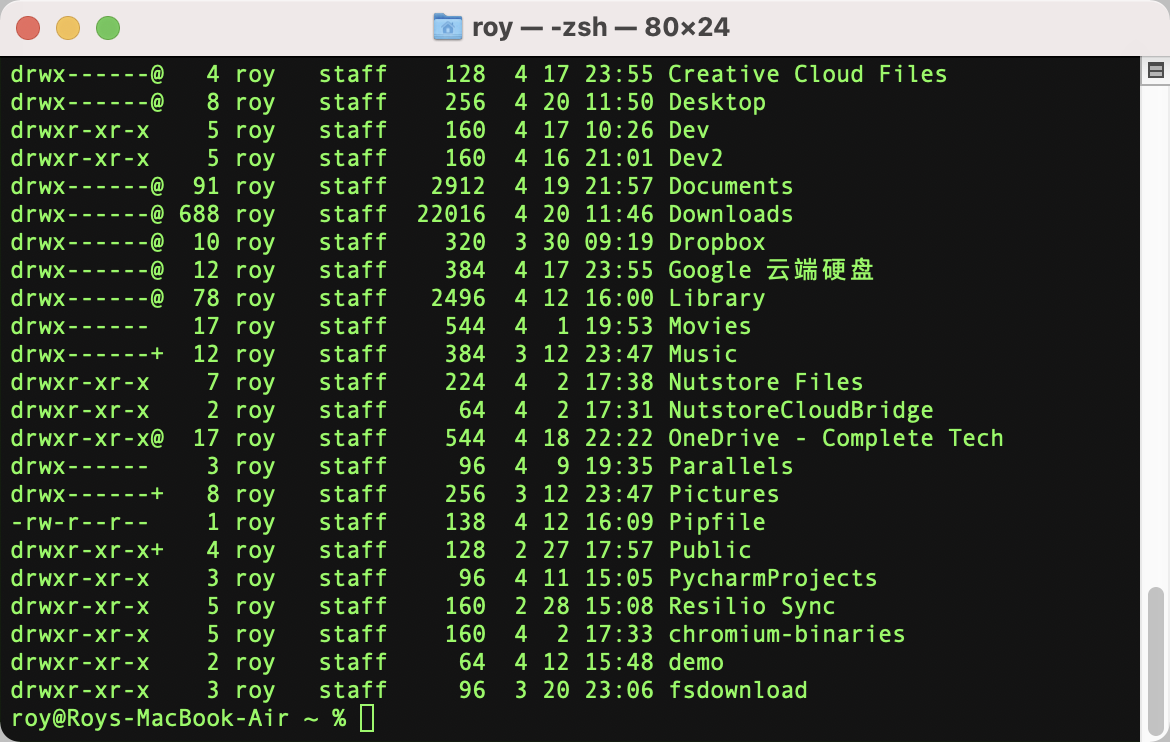 roy — -zsh — 80×24
drwx------@   4 roy   staff    128  4 17 23:55 Creative Cloud Files
drwx------@   8 roy   staff    256  4 20 11:50 Desktop
drwxr-xr-x    5 roy   staff    160  4 17 10:26 Dev
drwxr-xr-x    5 roy   staff    160  4 16 21:01 Dev2
drwx------@  91 roy   staff   2912  4 19 21:57 Documents
drwx------@ 688 roy   staff  22016  4 20 11:46 Downloads
drwx------@  10 roy   staff    320  3 30 09:19 Dropbox
drwx------@  12 roy   staff    384  4 17 23:55 Google 云端硬盘
drwx------@  78 roy   staff   2496  4 12 16:00 Library
drwx------   17 roy   staff    544  4  1 19:53 Movies
drwx------+  12 roy   staff    384  3 12 23:47 Music
drwxr-xr-x    7 roy   staff    224  4  2 17:38 Nutstore Files
drwxr-xr-x    2 roy   staff     64  4  2 17:31 NutstoreCloudBridge
drwxr-xr-x@  17 roy   staff    544  4 18 22:22 OneDrive - Complete Tech
drwx------    3 roy   staff     96  4  9 19:35 Parallels
drwx------+   8 roy   staff    256  3 12 23:47 Pictures
-rw-r--r--    1 roy   staff    138  4 12 16:09 Pipfile
drwxr-xr-x+   4 roy   staff    128  2 27 17:57 Public
drwxr-xr-x    3 roy   staff     96  4 11 15:05 PycharmProjects
drwxr-xr-x    5 roy   staff    160  2 28 15:08 Resilio Sync
drwxr-xr-x    5 roy   staff    160  4  2 17:33 chromium-binaries
drwxr-xr-x    2 roy   staff     64  4 12 15:48 demo
drwxr-xr-x    3 roy   staff     96  3 20 23:06 fsdownload
roy@Roys-MacBook-Air ~ %